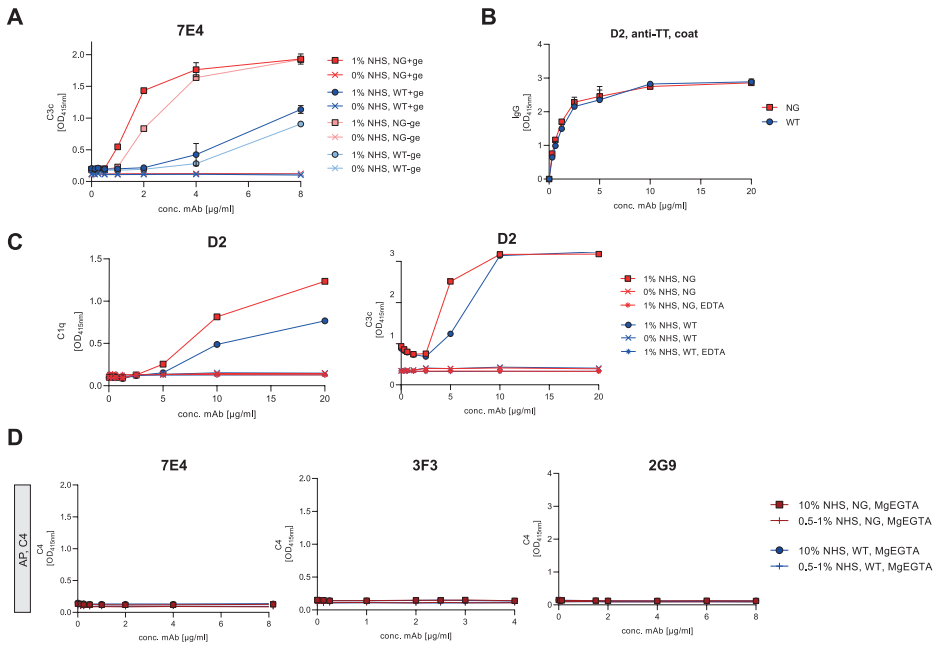 A
7E4
C3c
[OD415nm]
2.0
1.5
1.0
0.5
0.0
0
2
4
6
8
conc. mAb [µg/ml]
1% NHS, NG+ge
0% NHS, NG+ge
1% NHS, WT+ge
0% NHS, WT+ge
1% NHS, NG-ge
0% NHS, NG-ge
1% NHS, WT-ge
0% NHS, WT-ge
B
D2, anti-TT, coat
IgG
[OD415nm]
4
3
2
1
0
0
5
10
15
20
conc. mAb [µg/ml]
NG
WT
C
D2
C1q
[OD415nm]
1.5
1.0
0.5
0.0
0
5
10
15
20
conc. mAb [µg/ml]
D2
C3c
[OD415nm]
3
2
1
0
0
5
10
15
20
conc. mAb [µg/ml]
1% NHS, NG
0% NHS, NG
1% NHS, NG, EDTA
1% NHS, WT
0% NHS, WT
1% NHS, WT, EDTA
D
AP, C4
7E4
C4
[OD415nm]
2.0
1.5
1.0
0.5
0.0
0
2
4
6
8
conc. mAb [µg/ml]
3F3
C4
[OD415nm]
2.0
1.5
1.0
0.5
0.0
0
1
2
3
4
conc. mAb [µg/ml]
2G9
C4
[OD415nm]
4
3
2
1
0
0
2
4
6
8
conc. mAb [µg/ml]
10% NHS, NG, MgEGTA
0.5-1% NHS, NG, MgEGTA
10% NHS, WT, MgEGTA
0.5-1% NHS, WT, MgEGTA